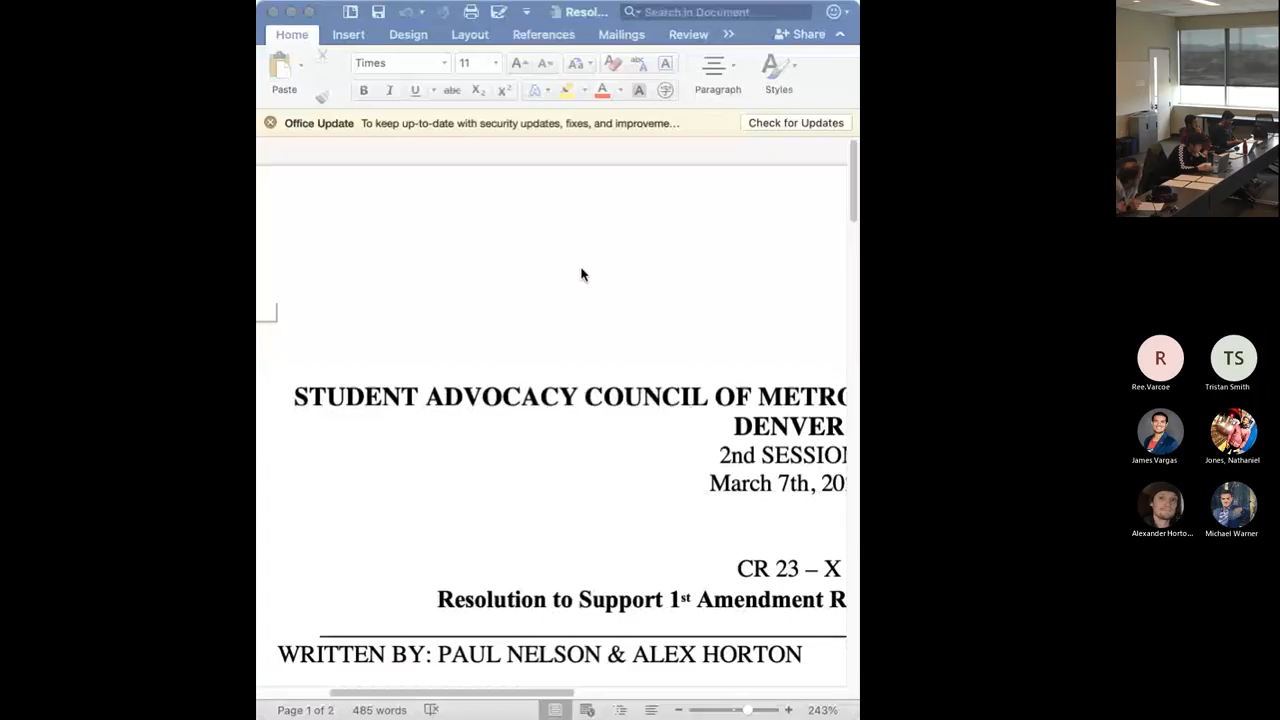 Resol...
Search in Document
Home
Insert
Design
Layout
References
Mailings
Review
Share
Paste
Times
11
Paragraph
Styles
Office Update To keep up-to-date with security updates, fixes, and improveme...
Check for Updates
STUDENT ADVOCACY COUNCIL OF METRO
DENVER
2nd SESSION
March 7th, 20
CR 23 – X
Resolution to Support 1st Amendment R
WRITTEN BY: PAUL NELSON & ALEX HORTON
Page 1 of 2
485 words
243%
R
TS
Ree.Varcoe
Tristan Smith
James Vargas
Jones, Nathaniel
Alexander Horto...
Michael Warner